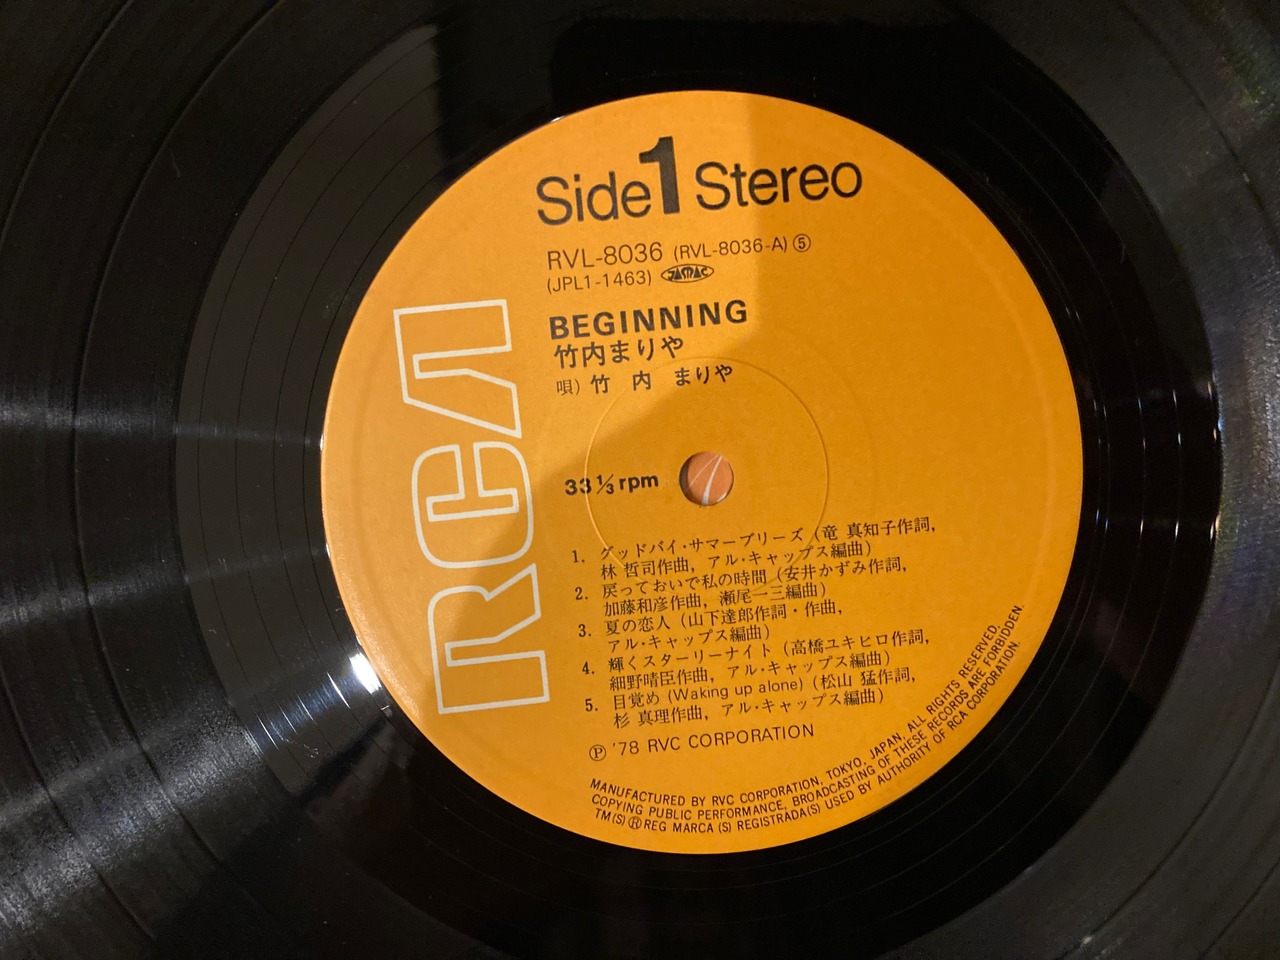 Side 1 Stereo
RVL-8036 (RVL-8036-A) ⑤
(JPL1-1463) JASRAC
BEGINNING
竹内まりや
唄) 竹 内 まりや
RCA
33 1/3 rpm
1. グッドバイ・サマーブリーズ (竜 真知子作詞,
林 哲司作曲, アル・キャップス編曲)
2. 戻っておいで私の時間 (安井かずみ作詞,
加藤和彦作曲, 瀬尾一三編曲)
3. 夏の恋人 (山下達郎作詞・作曲,
アル・キャップス編曲)
4. 輝くスターリーナイト (高橋ユキヒロ作詞,
細野晴臣作曲, アル・キャップス編曲)
5. 目覚め (Waking up alone) (松山 猛作詞,
杉 真理作曲, アル・キャップス編曲)
Ⓟ '78 RVC CORPORATION
MANUFACTURED BY RVC CORPORATION, TOKYO, JAPAN, ALL RIGHTS RESERVED.
COPYING PUBLIC PERFORMANCE, BROADCASTING OF THESE RECORDS ARE FORBIDDEN.
TM(S) ® REG MARCA (S) REGISTRADA(S) USED BY AUTHORITY OF RCA CORPORATION.